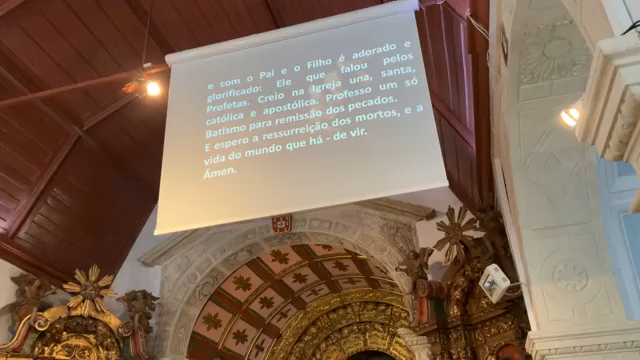 e com o Pai e o Filho é adorado e
glorificado: Ele que falou pelos
Profetas. Creio na Igreja una, santa,
católica e apostólica. Professo um só
Batismo para remissão dos pecados.
E espero a ressurreição dos mortos, e a
vida do mundo que há - de vir.
Ámen.